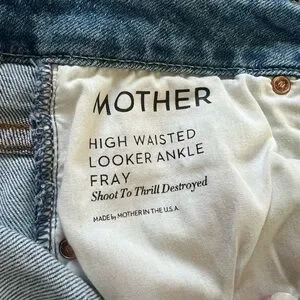 MOTHER
HIGH WAISTED
LOOKER ANKLE
FRAY
Shoot To Thrill Destroyed
MADE by MOTHER IN THE U.S.A.